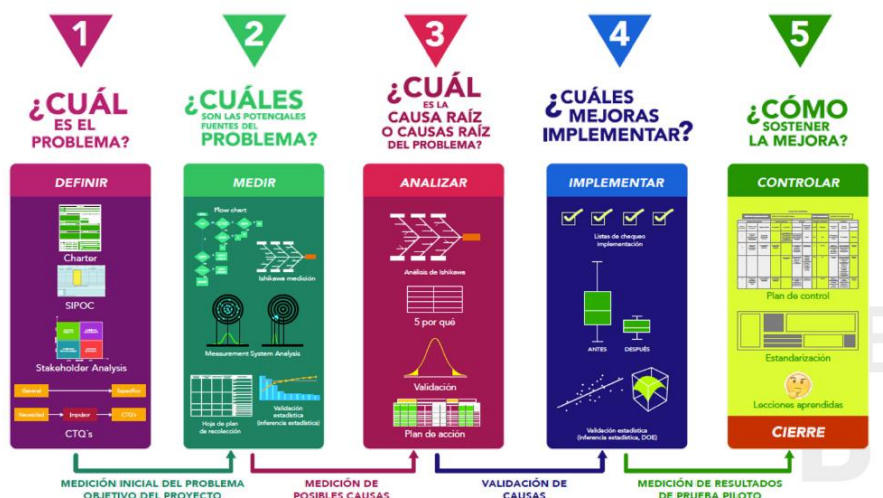 1
¿CUÁL
ES EL
PROBLEMA?
DEFINIR
Charter
SIPOC
Stakeholder Analysis
General
Específico
Necesidad
Impulsor
CTQ's
CTQ`s
2
¿CUÁLES
SON LAS POTENCIALES
FUENTES DEL
PROBLEMA?
MEDIR
Flow chart
Ishikawa medición
Measurement System Analysis
Hoja de plan
de recolección
Validación
estadística
(inferencia estadística)
3
¿CUÁL
ES LA
CAUSA RAÍZ
O CAUSAS RAÍZ
DEL PROBLEMA?
ANALIZAR
Análisis de Ishikawa
5 por qué
Validación
Plan de acción
4
¿CUÁLES
MEJORAS
IMPLEMENTAR?
IMPLEMENTAR
Listas de chequeo
implementación
ANTES
DESPUÉS
Validación estadística
(inferencia estadística, DOE)
5
¿CÓMO
SOSTENER
LA MEJORA?
CONTROLAR
Plan de control
Estandarización
Lecciones aprendidas
CIERRE
MEDICIÓN INICIAL DEL PROBLEMA
OBJETIVO DEL PROYECTO
MEDICIÓN DE
POSIBLES CAUSAS
VALIDACIÓN DE
CAUSAS
MEDICIÓN DE RESULTADOS
DE PRUEBA PILOTO